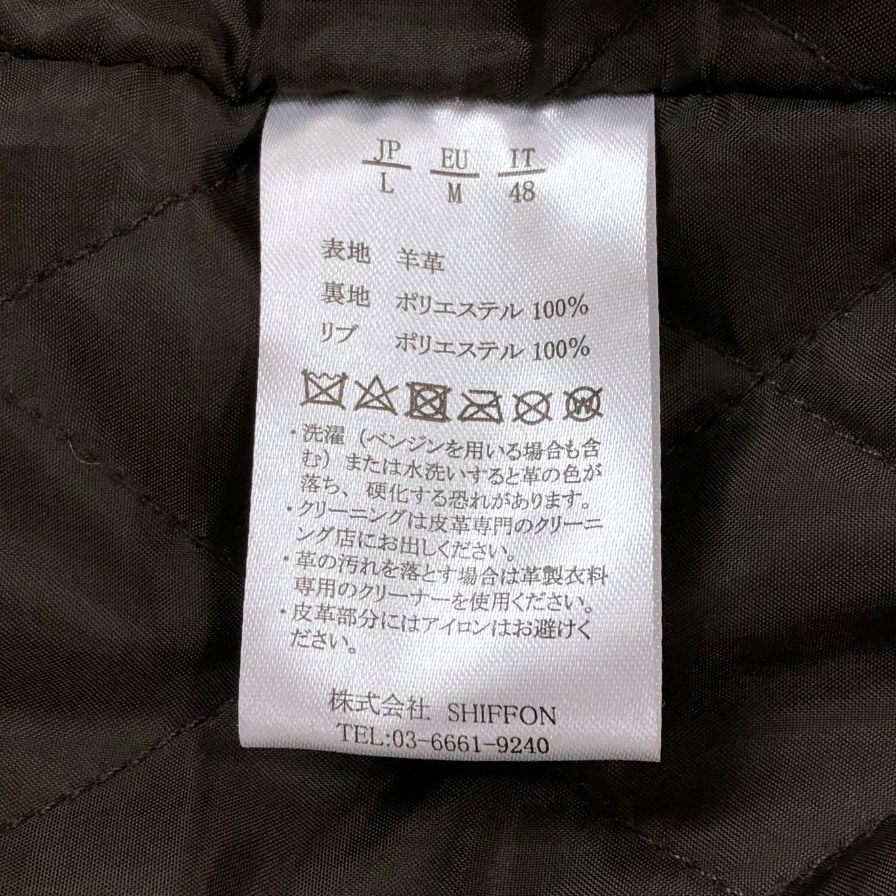 JP EU IT
L M 48
表地 羊革
裏地 ポリエステル 100%
リブ ポリエステル 100%
W
・洗濯（ベンジンを用いる場合も含
む）または水洗いすると革の色が
落ち、硬化する恐れがあります。
・クリーニングは皮革専門のクリーニ
ング店にお出しください。
・革の汚れを落とす場合は革製衣料
専用のクリーナーを使用ください。
・皮革部分にはアイロンはお避けく
ださい。
株式会社 SHIFFON
TEL:03-6661-9240